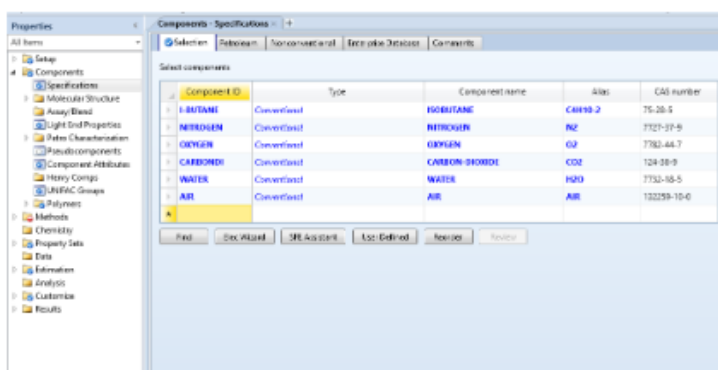 Properties
All Items
Setup
Components
Specifications
Molecular Structure
Assay/Blend
Light End Properties
Petro Characterization
Pseudocomponents
Component Attributes
Henry Comps
UNIFAC Groups
Polymers
Methods
Chemistry
Property Sets
Data
Estimation
Analysis
Customize
Results
Components - Specifications × +
Selection Petroleum Nonconventional Enterprise Database Comments
Select components
Component ID Type Component name Alias CAS number
I-BUTANE Conventional ISOBUTANE C4H10-2 75-28-5
NITROGEN Conventional NITROGEN N2 7727-37-9
OXYGEN Conventional OXYGEN O2 7782-44-7
CARBONDI Conventional CARBON-DIOXIDE CO2 124-38-9
WATER Conventional WATER H2O 7732-18-5
AIR Conventional AIR AIR 132259-10-0
Find Elec Wizard SFE Assistant User Defined Reorder Review